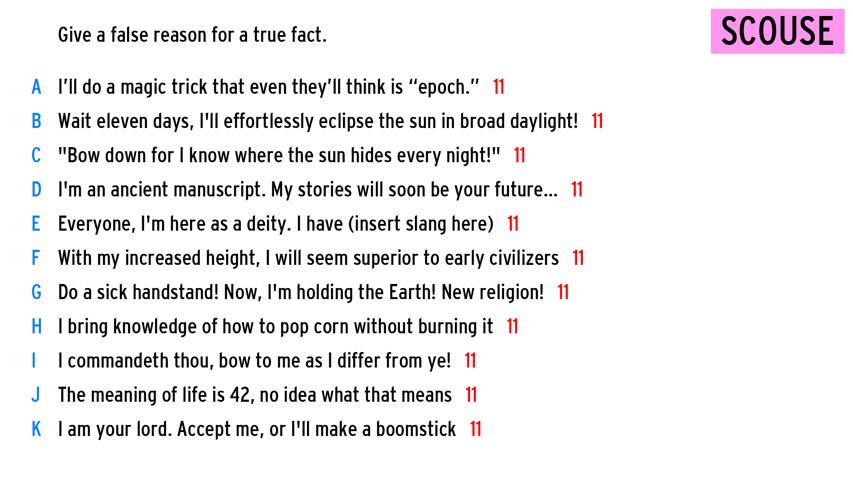 Give a false reason for a true fact.
SCOUSE
A I'll do a magic trick that even they'll think is “epoch.” 11
B Wait eleven days, I'll effortlessly eclipse the sun in broad daylight! 11
C "Bow down for I know where the sun hides every night!" 11
D I'm an ancient manuscript. My stories will soon be your future... 11
E Everyone, I'm here as a deity. I have (insert slang here) 11
F With my increased height, I will seem superior to early civilizers 11
G Do a sick handstand! Now, I'm holding the Earth! New religion! 11
H I bring knowledge of how to pop corn without burning it 11
I I commandeth thou, bow to me as I differ from ye! 11
J The meaning of life is 42, no idea what that means 11
K I am your lord. Accept me, or I'll make a boomstick 11